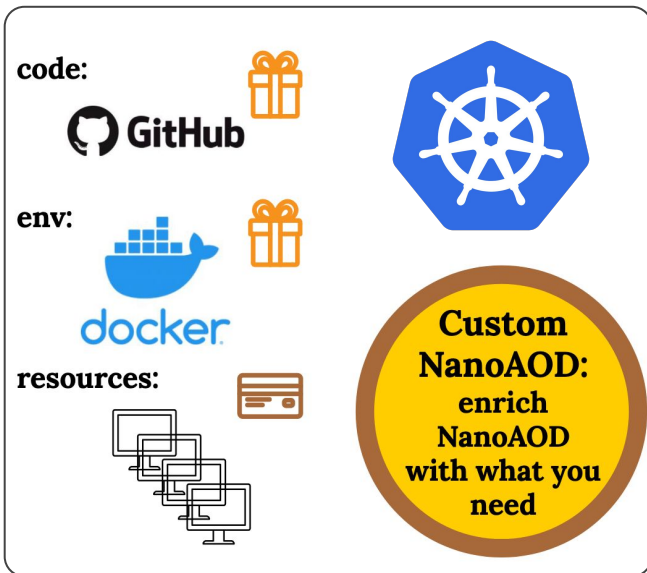 code:
GitHub
env:
docker
resources:
Custom
NanoAOD:
enrich
NanoAOD
with what you
need